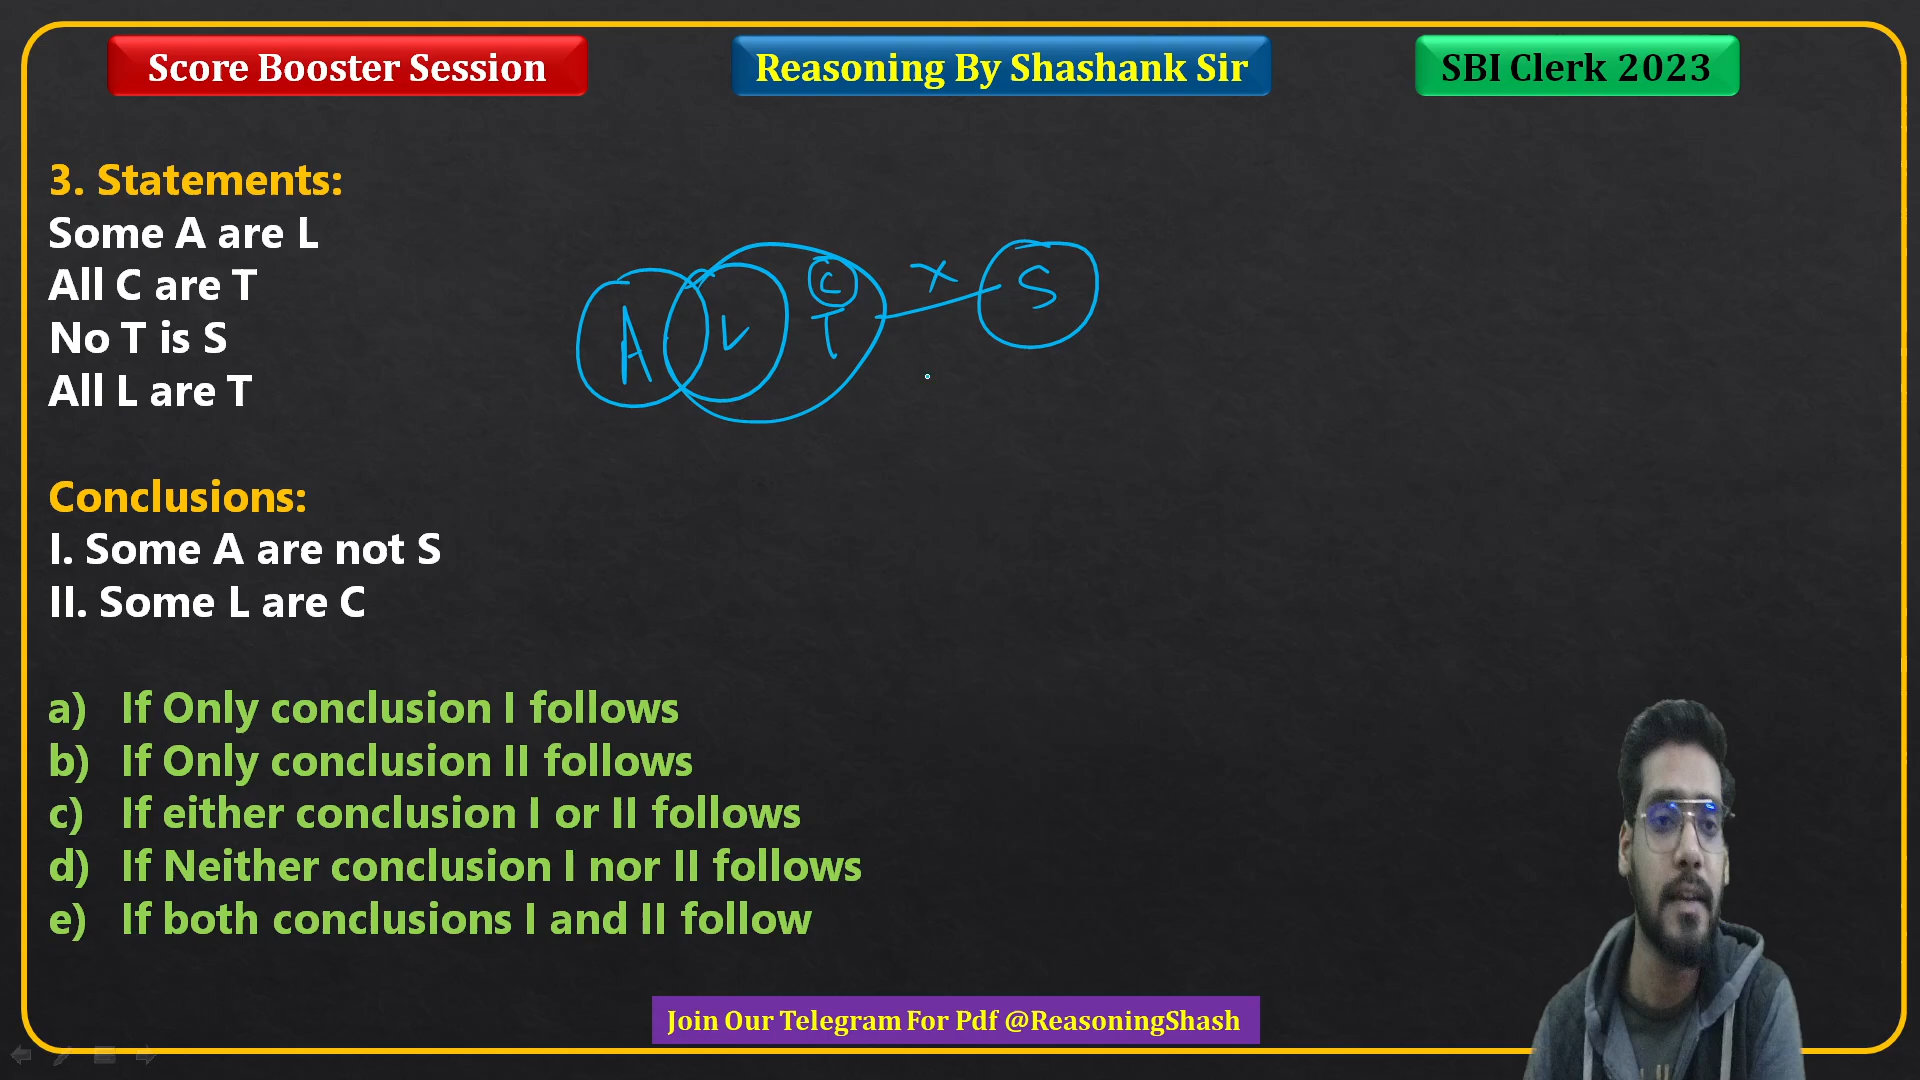 Score Booster Session
Reasoning By Shashank Sir
SBI Clerk 2023
3. Statements:
Some A are L
All C are T
No T is S
All L are T
Conclusions:
I. Some A are not S
II. Some L are C
a) If Only conclusion I follows
b) If Only conclusion II follows
c) If either conclusion I or II follows
d) If Neither conclusion I nor II follows
e) If both conclusions I and II follow
A
L
C
T
X
S
Join Our Telegram For Pdf @ReasoningShash